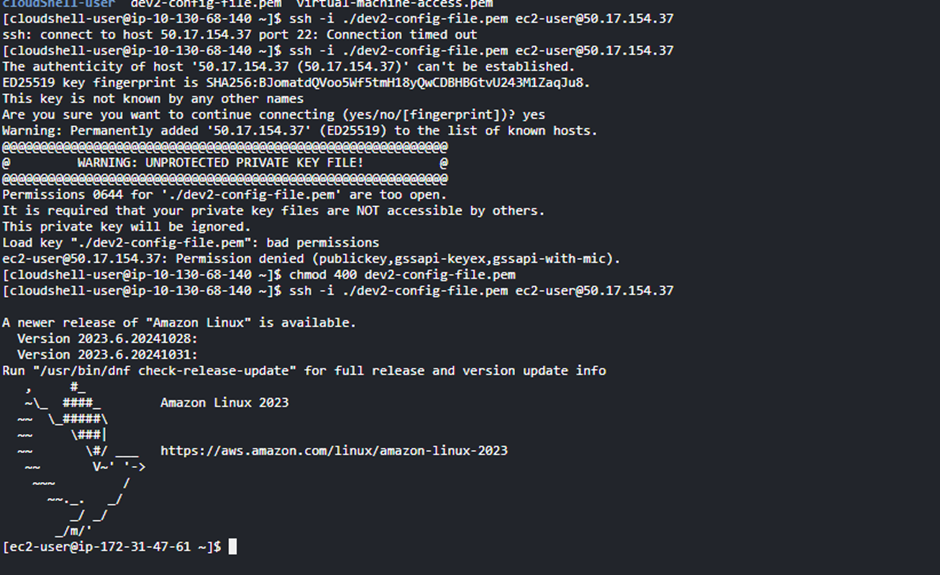 cloudShell-user  dev2-config-file.pem  virtual-machine-access.pem
[cloudshell-user@ip-10-130-68-140 ~]$ ssh -i ./dev2-config-file.pem ec2-user@50.17.154.37
ssh: connect to host 50.17.154.37 port 22: Connection timed out
[cloudshell-user@ip-10-130-68-140 ~]$ ssh -i ./dev2-config-file.pem ec2-user@50.17.154.37
The authenticity of host '50.17.154.37 (50.17.154.37)' can't be established.
ED25519 key fingerprint is SHA256:BJomatdQVoo5Wf5tmH18yQwCDBHBGtvU243M1ZaqJu8.
This key is not known by any other names
Are you sure you want to continue connecting (yes/no/[fingerprint])? yes
Warning: Permanently added '50.17.154.37' (ED25519) to the list of known hosts.
@@@@@@@@@@@@@@@@@@@@@@@@@@@@@@@@@@@@@@@@@@@@@@@@@@@@@@@@@@@
@         WARNING: UNPROTECTED PRIVATE KEY FILE!          @
@@@@@@@@@@@@@@@@@@@@@@@@@@@@@@@@@@@@@@@@@@@@@@@@@@@@@@@@@@@
Permissions 0644 for './dev2-config-file.pem' are too open.
It is required that your private key files are NOT accessible by others.
This private key will be ignored.
Load key "./dev2-config-file.pem": bad permissions
ec2-user@50.17.154.37: Permission denied (publickey,gssapi-keyex,gssapi-with-mic).
[cloudshell-user@ip-10-130-68-140 ~]$ chmod 400 dev2-config-file.pem
[cloudshell-user@ip-10-130-68-140 ~]$ ssh -i ./dev2-config-file.pem ec2-user@50.17.154.37
A newer release of "Amazon Linux" is available.
  Version 2023.6.20241028:
  Version 2023.6.20241031:
Run "/usr/bin/dnf check-release-update" for full release and version update info
   ,     #_
   ~\_  ####_        Amazon Linux 2023
  ~~  \_#####\
  ~~     \###|
  ~~       \#/ ___   https://aws.amazon.com/linux/amazon-linux-2023
   ~~       V~' '->
    ~~~         /
      ~~._.   _/
         _/ _/
       _/m/'
[ec2-user@ip-172-31-47-61 ~]$